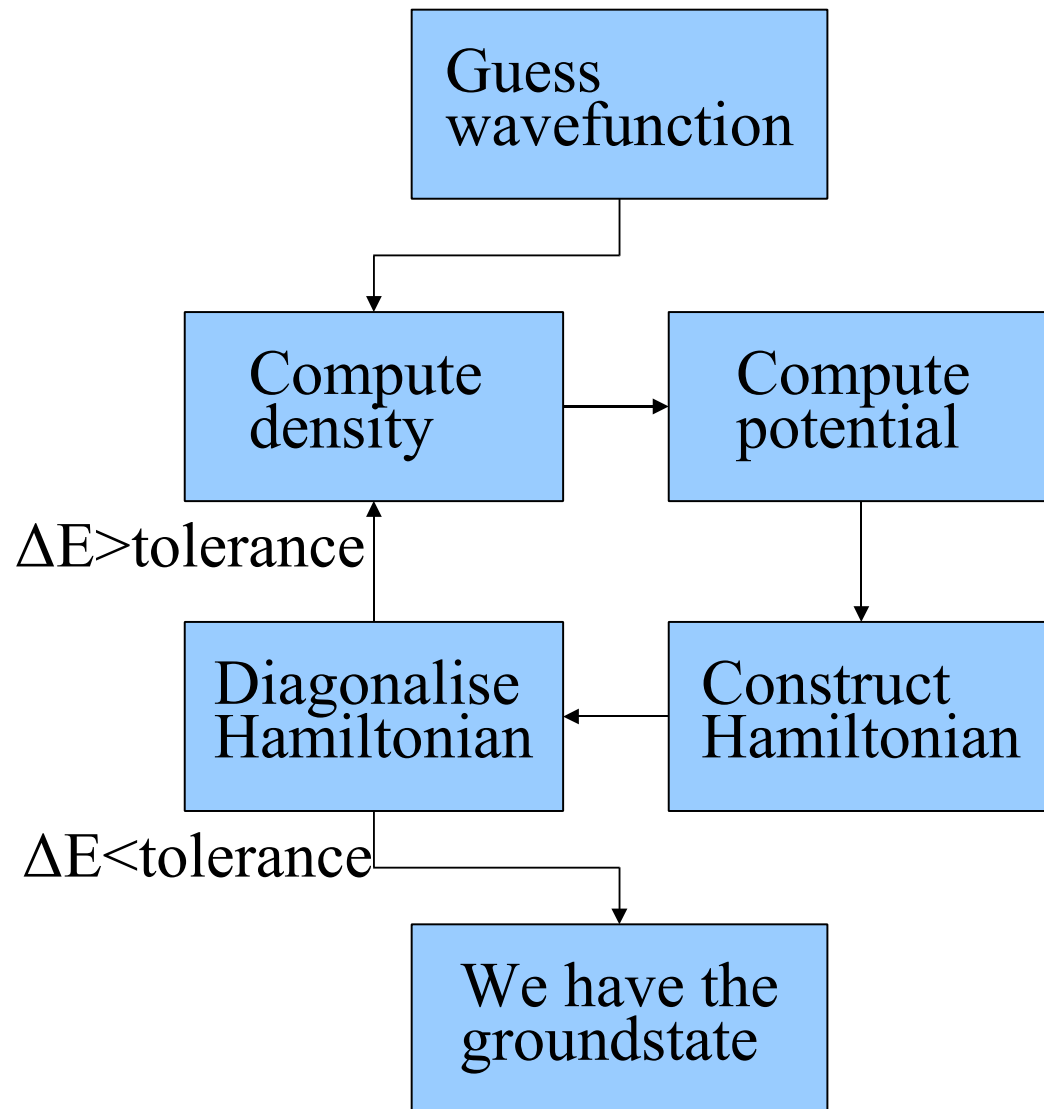 Guess
wavefunction
Compute
density
Compute
potential
ΔE>tolerance
Diagonalise
Hamiltonian
Construct
Hamiltonian
ΔE<tolerance
We have the
groundstate